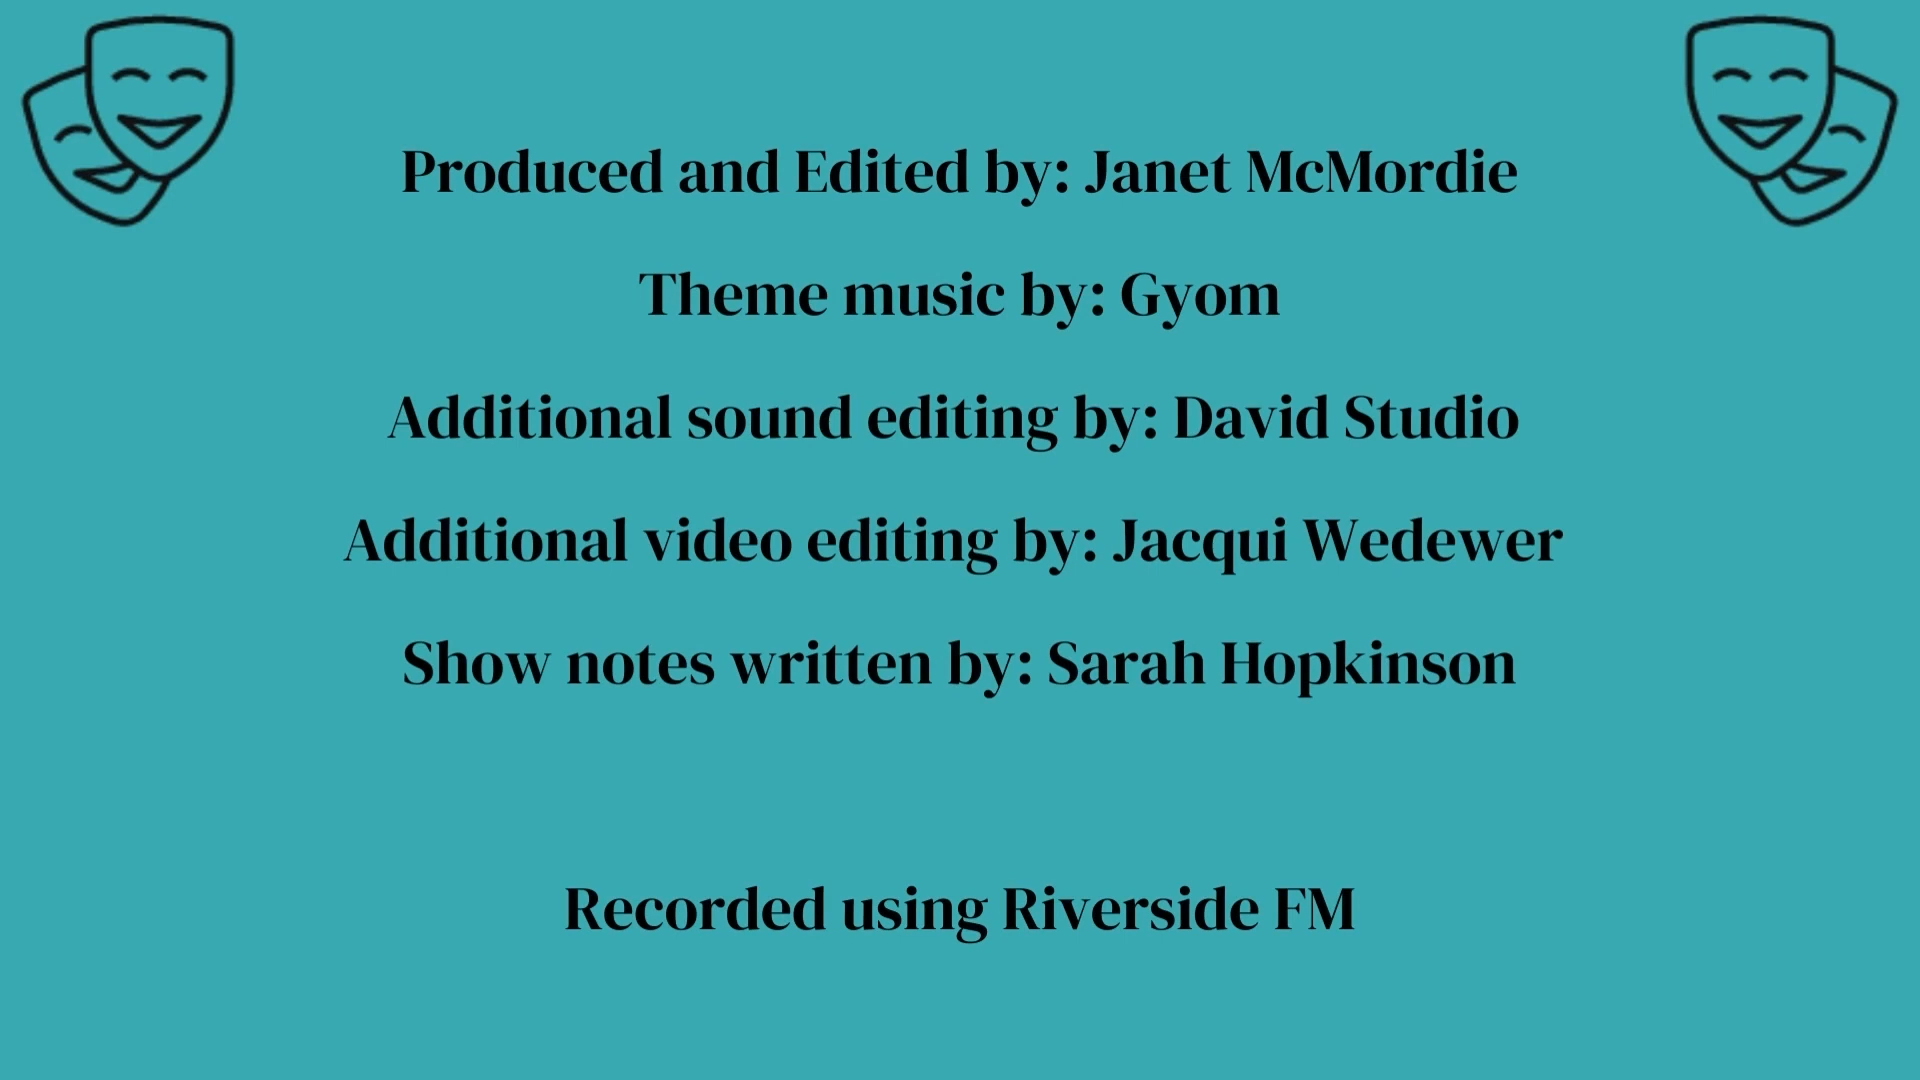 Produced and Edited by: Janet McMordie
Theme music by: Gyom
Additional sound editing by: David Studio
Additional video editing by: Jacqui Wedewer
Show notes written by: Sarah Hopkinson
Recorded using Riverside FM